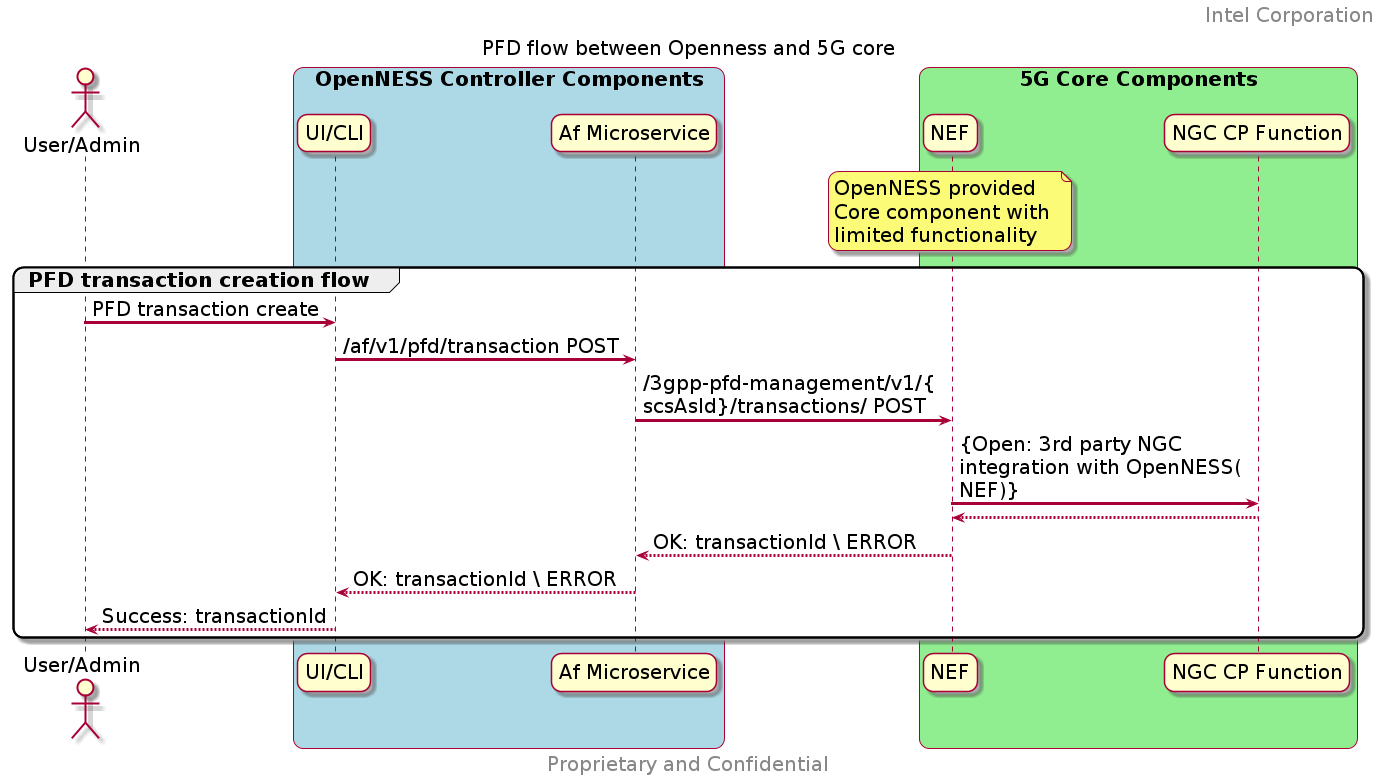 Intel Corporation
PFD flow between Openness and 5G core
OpenNESS Controller Components
5G Core Components
User/Admin
UI/CLI
Af Microservice
NEF
NGC CP Function
OpenNESS provided
Core component with
limited functionality
PFD transaction creation flow
PFD transaction create
/af/v1/pfd/transaction POST
/3gpp-pfd-management/v1/{
scsAsId}/transactions/ POST
{Open: 3rd party NGC
integration with OpenNESS(
NEF)}
OK: transactionId \ ERROR
OK: transactionId \ ERROR
Success: transactionId
User/Admin
UI/CLI
Af Microservice
NEF
NGC CP Function
Proprietary and Confidential